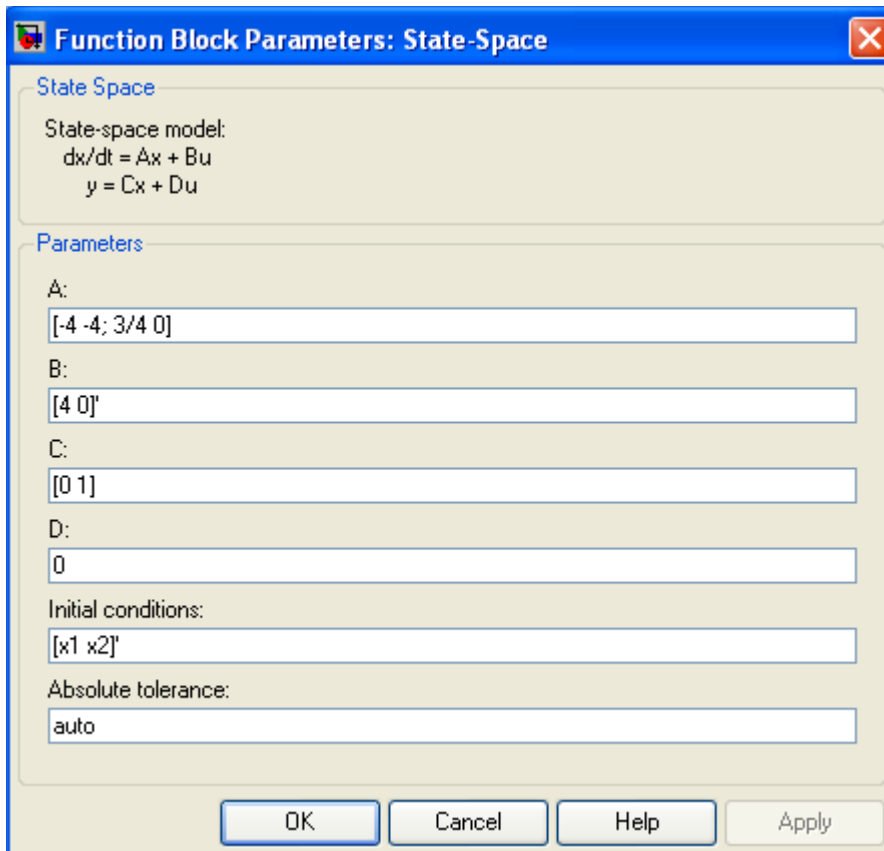 Function Block Parameters: State-Space
State Space
State-space model:
dx/dt = Ax + Bu
y = Cx + Du
Parameters
A:
[-4 -4; 3/4 0]
B:
[4 0]'
C:
[0 1]
D:
0
Initial conditions:
[x1 x2]'
Absolute tolerance:
auto
OK Cancel Help Apply